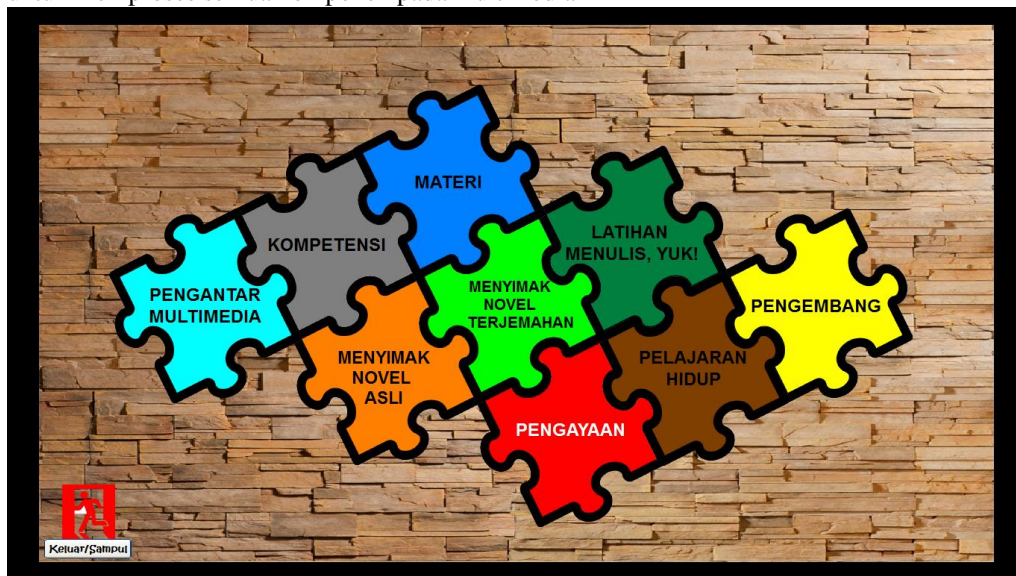 MATERI
KOMPETENSI
LATIHAN
MENULIS, YUK!
PENGANTAR
MULTIMEDIA
MENYIMAK
NOVEL
TERJEMAHAN
PENGEMBANG
MENYIMAK
NOVEL
ASLI
PELAJARAN
HIDUP
PENGAYAAN
Keluar/Sampul